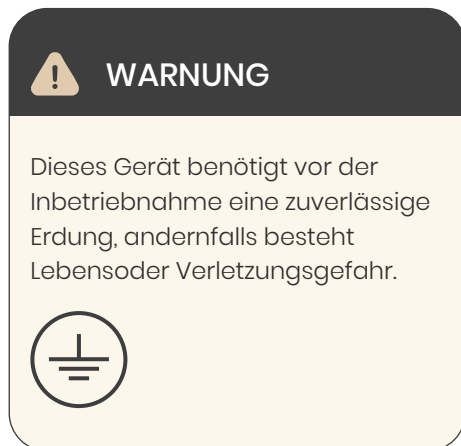 WARNUNG
Dieses Gerät benötigt vor der
Inbetriebnahme eine zuverlässige
Erdung, andernfalls besteht
Lebensoder Verletzungsgefahr.